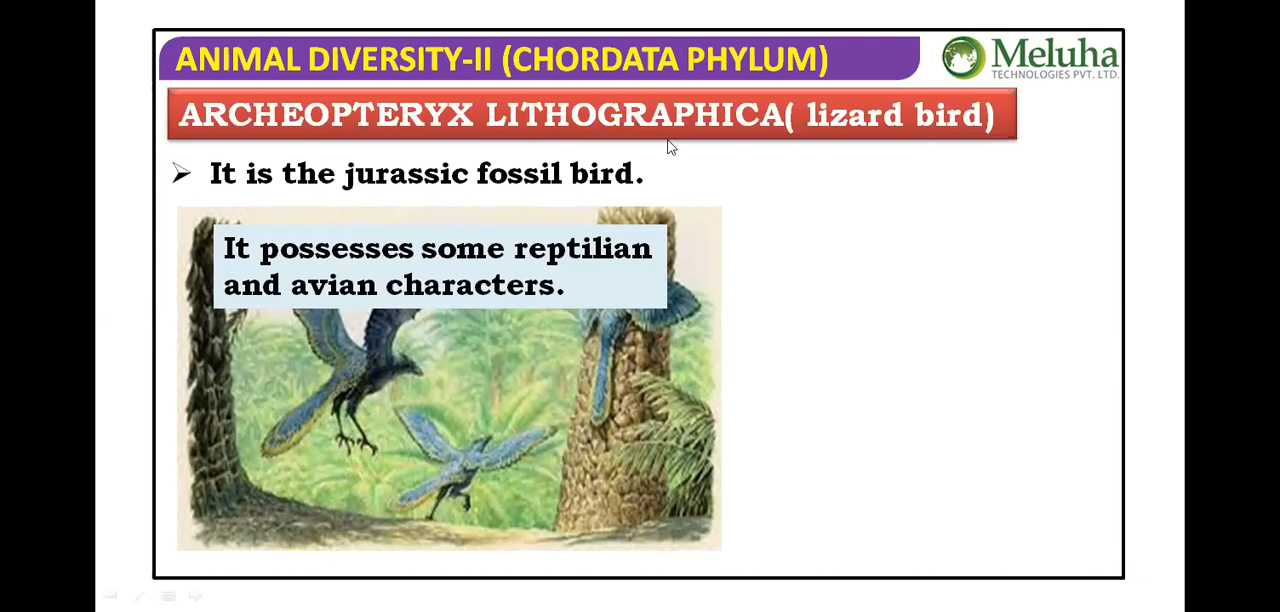 ANIMAL DIVERSITY-II (CHORDATA PHYLUM)
Meluha
TECHNOLOGIES PVT. LTD.
ARCHEOPTERYX LITHOGRAPHICA( lizard bird)
It is the jurassic fossil bird.
It possesses some reptilian
and avian characters.